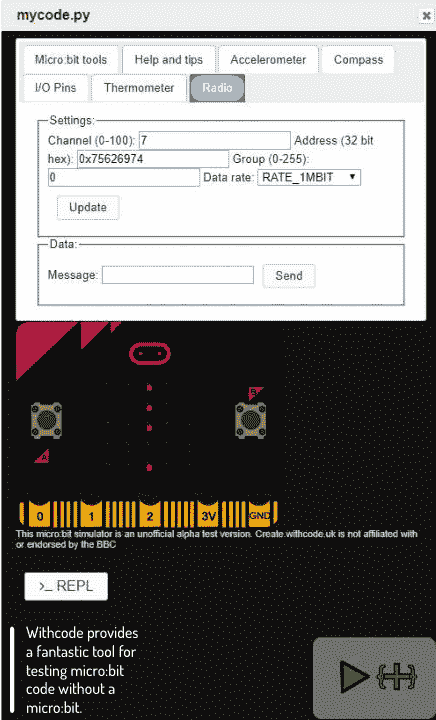 mycode.py
Micro:bit tools Help and tips Accelerometer Compass
I/O Pins Thermometer Radio
Settings:
Channel (0-100): 7 Address (32 bit
hex): 0x75626974 Group (0-255):
0 Data rate: RATE_1MBIT
Update
Data:
Message: Send
B
A
0 1 2 3V GND
This micro:bit simulator is an unofficial alpha test version. Create.withcode.uk is not affiliated with
or endorsed by the BBC
>_ REPL
Withcode provides
a fantastic tool for
testing micro:bit
code without a
micro:bit.